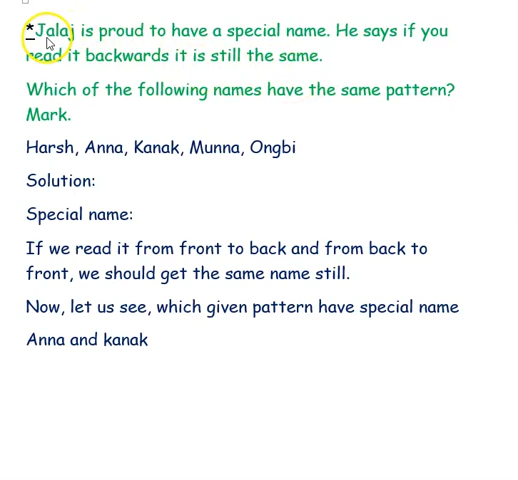 *Jalaj is proud to have a special name. He says if you
read it backwards it is still the same.
Which of the following names have the same pattern?
Mark.
Harsh, Anna, Kanak, Munna, Ongbi
Solution:
Special name:
If we read it from front to back and from back to
front, we should get the same name still.
Now, let us see, which given pattern have special name
Anna and kanak